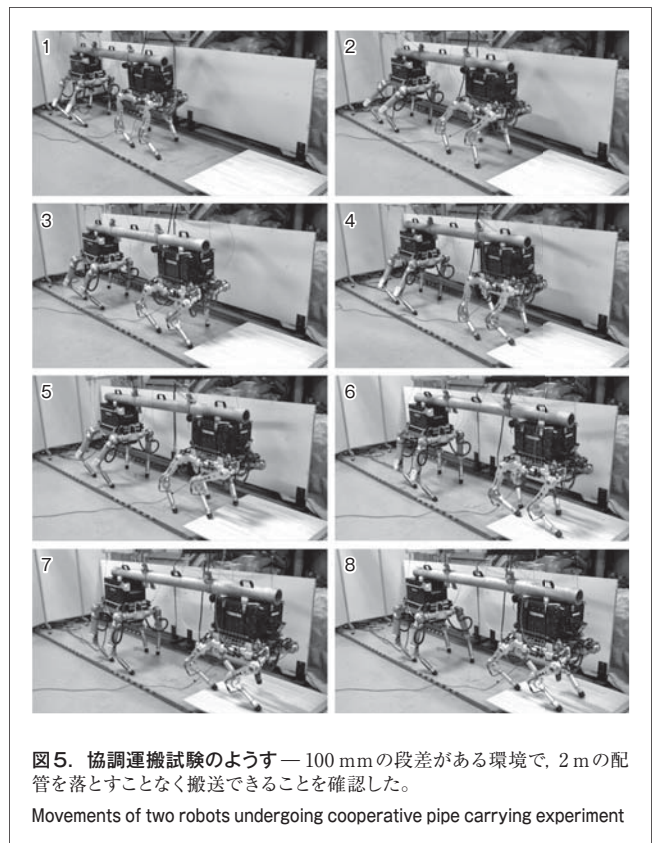 1
2
3
4
5
6
7
8
図5. 協調運搬試験のようす — 100 mmの段差がある環境で, 2 mの配
管を落とすことなく搬送できることを確認した。
Movements of two robots undergoing cooperative pipe carrying experiment